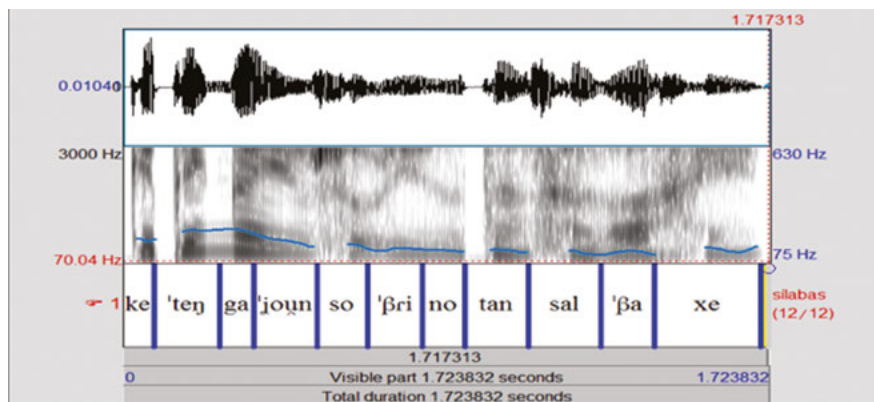 1.717313
0.01040
3000 Hz 630 Hz
70.04 Hz 75 Hz
☞ 1 ke ˈteŋ ga ˈɟou̯n so ˈβɾi no tan sal ˈβa xe sílabas
(12/12)
1.717313
0 Visible part 1.723832 seconds 1.723832
Total duration 1.723832 seconds